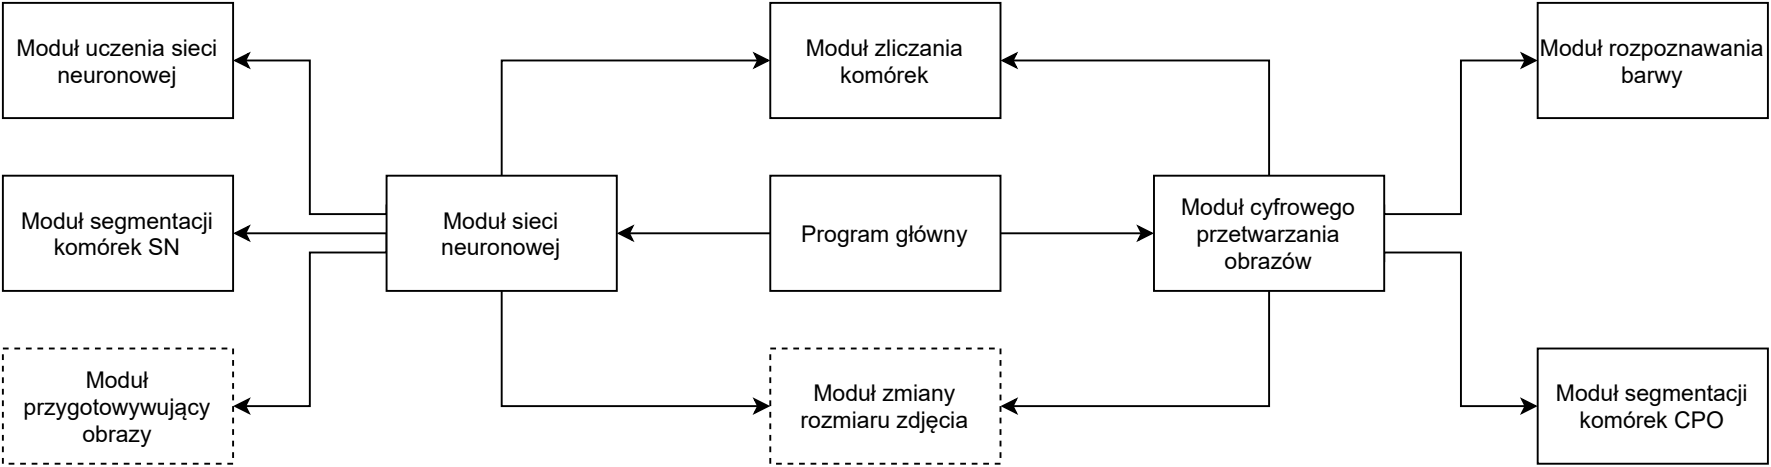 Moduł uczenia sieci
neuronowej
Moduł zliczania
komórek
Moduł rozpoznawania
barwy
Moduł segmentacji
komórek SN
Moduł sieci
neuronowej
Program główny
Moduł cyfrowego
przetwarzania
obrazów
Moduł
przygotowywujący
obrazy
Moduł zmiany
rozmiaru zdjęcia
Moduł segmentacji
komórek CPO